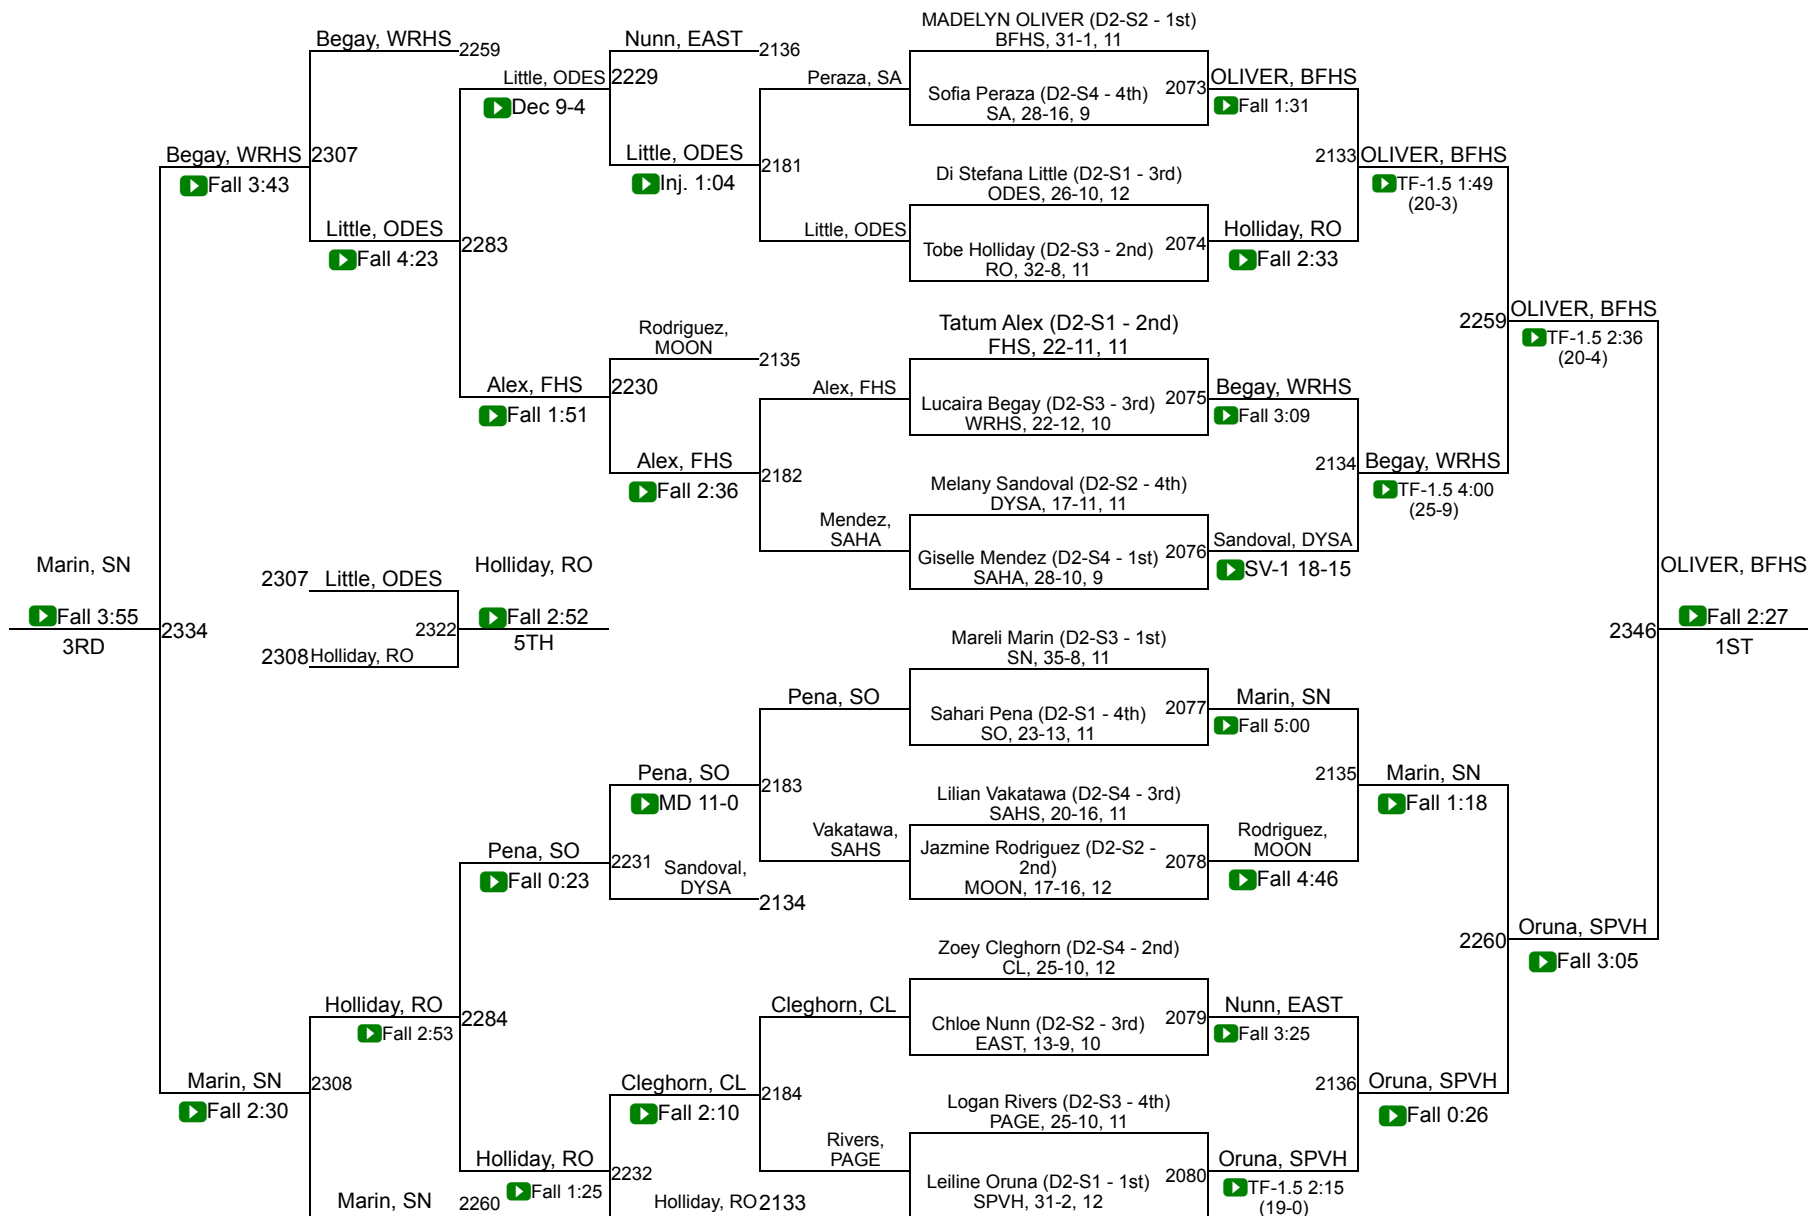 MADELYN OLIVER (D2-S2 - 1st)
BFHS, 31-1, 11
Begay, WRHS
2259
Nunn, EAST
2136
Little, ODES
2229
Dec 9-4
Peraza, SA
Sofia Peraza (D2-S4 - 4th)
SA, 28-16, 9
2073
OLIVER, BFHS
Fall 1:31
Begay, WRHS
2307
Fall 3:43
Little, ODES
2181
Inj. 1:04
Di Stefana Little (D2-S1 - 3rd)
ODES, 26-10, 12
2133
OLIVER, BFHS
TF-1.5 1:49
(20-3)
Little, ODES
2283
Fall 4:23
Little, ODES
Tobe Holliday (D2-S3 - 2nd)
RO, 32-8, 11
2074
Holliday, RO
Fall 2:33
2259
OLIVER, BFHS
TF-1.5 2:36
(20-4)
Rodriguez,
MOON
2135
Tatum Alex (D2-S1 - 2nd)
FHS, 22-11, 11
Alex, FHS
2230
Fall 1:51
Alex, FHS
Lucaira Begay (D2-S3 - 3rd)
WRHS, 22-12, 10
2075
Begay, WRHS
Fall 3:09
Alex, FHS
2182
Fall 2:36
Melany Sandoval (D2-S2 - 4th)
DYSA, 17-11, 11
2134
Begay, WRHS
TF-1.5 4:00
(25-9)
Mendez,
SAHA
Giselle Mendez (D2-S4 - 1st)
SAHA, 28-10, 9
2076
Sandoval, DYSA
SV-1 18-15
Marin, SN
Fall 3:55
3RD
2334
2307
Little, ODES
2308
Holliday, RO
2322
Holliday, RO
Fall 2:52
5TH
2346
OLIVER, BFHS
Fall 2:27
1ST
Mareli Marin (D2-S3 - 1st)
SN, 35-8, 11
Pena, SO
Sahari Pena (D2-S1 - 4th)
SO, 23-13, 11
2077
Marin, SN
Fall 5:00
Pena, SO
2183
MD 11-0
Lilian Vakatawa (D2-S4 - 3rd)
SAHS, 20-16, 11
2135
Marin, SN
Fall 1:18
Pena, SO
2231
Fall 0:23
Sandoval,
DYSA
2134
Vakatawa,
SAHS
Jazmine Rodriguez (D2-S2 -
2nd)
MOON, 17-16, 12
2078
Rodriguez,
MOON
Fall 4:46
2260
Oruna, SPVH
Fall 3:05
Zoey Cleghorn (D2-S4 - 2nd)
CL, 25-10, 12
Holliday, RO
2284
Fall 2:53
Cleghorn, CL
Chloe Nunn (D2-S2 - 3rd)
EAST, 13-9, 10
2079
Nunn, EAST
Fall 3:25
Marin, SN
2308
Fall 2:30
Cleghorn, CL
2184
Fall 2:10
Logan Rivers (D2-S3 - 4th)
PAGE, 25-10, 11
2136
Oruna, SPVH
Fall 0:26
Rivers,
PAGE
Leiline Oruna (D2-S1 - 1st)
SPVH, 31-2, 12
2080
Oruna, SPVH
TF-1.5 2:15
(19-0)
Holliday, RO
2232
Fall 1:25
Marin, SN
2260
Holliday, RO
2133